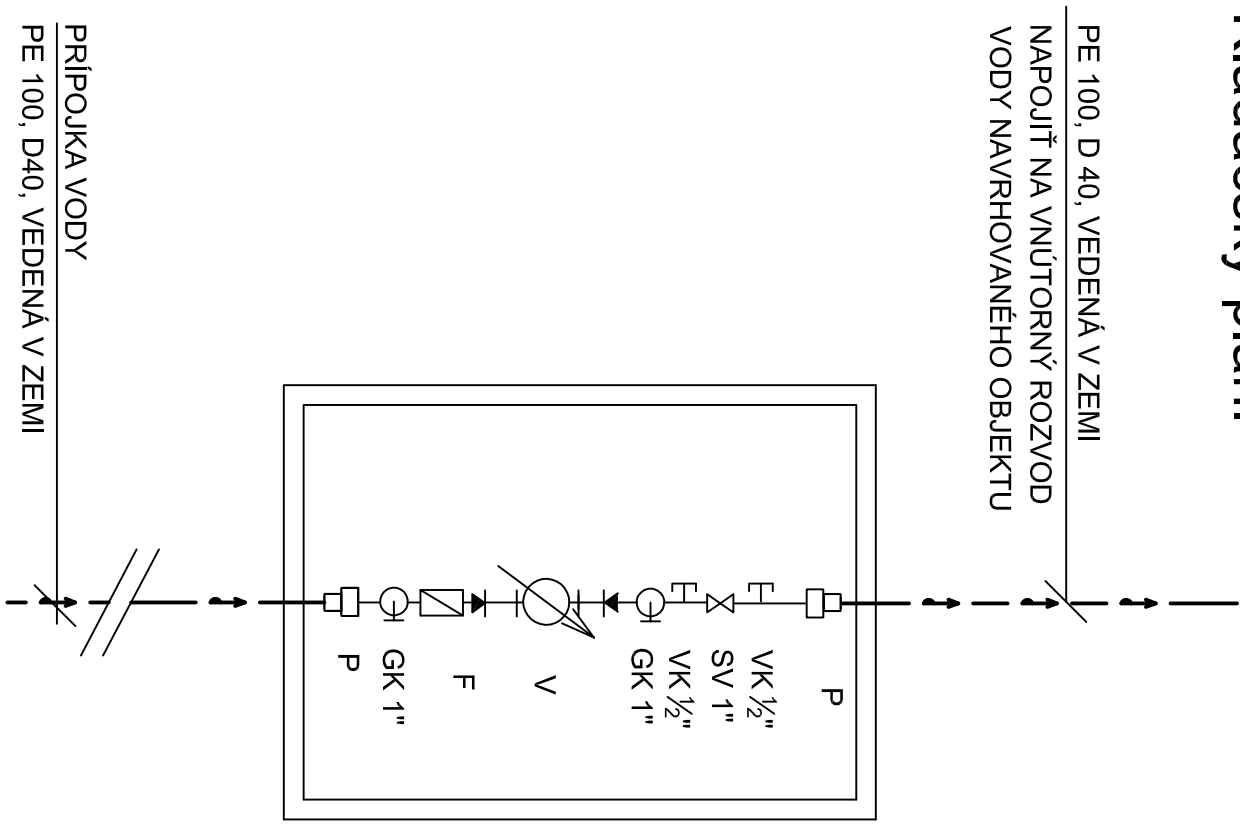 PE 100, D 40, VEDENÁ V ZEMI
NAPOJIŤ NA VNÚTORNÝ ROZVOD
VODY NAVRHOVANÉHO OBJEKTU
P
VK ½"
SV 1"
VK ½"
GK 1"
V
F
GK 1"
P
PRÍPOJKA VODY
PE 100, D40, VEDENÁ V ZEMI